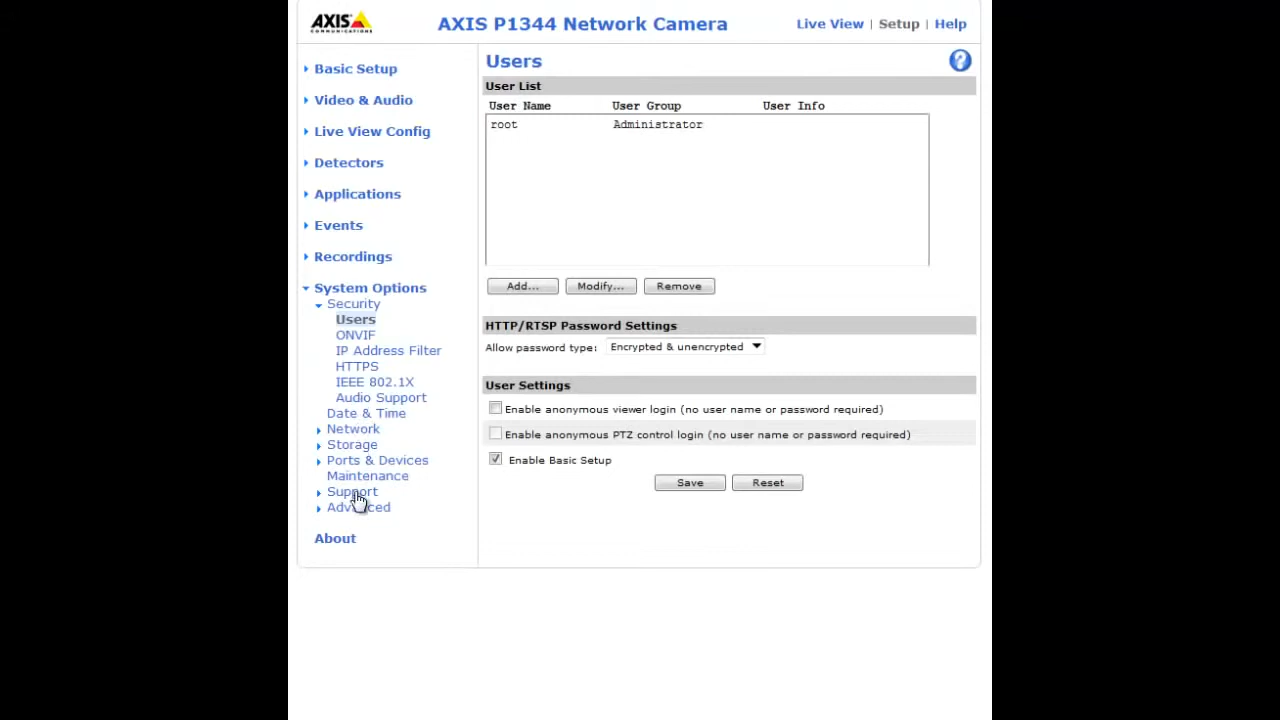 AXIS
COMMUNICATIONS
AXIS P1344 Network Camera
Live View | Setup | Help
Basic Setup
Video & Audio
Live View Config
Detectors
Applications
Events
Recordings
System Options
Security
Users
ONVIF
IP Address Filter
HTTPS
IEEE 802.1X
Audio Support
Date & Time
Network
Storage
Ports & Devices
Maintenance
Support
Advanced
About
Users
?
User List
User Name User Group User Info
root Administrator
Add... Modify... Remove
HTTP/RTSP Password Settings
Allow password type: Encrypted & unencrypted
User Settings
Enable anonymous viewer login (no user name or password required)
Enable anonymous PTZ control login (no user name or password required)
Enable Basic Setup
Save Reset